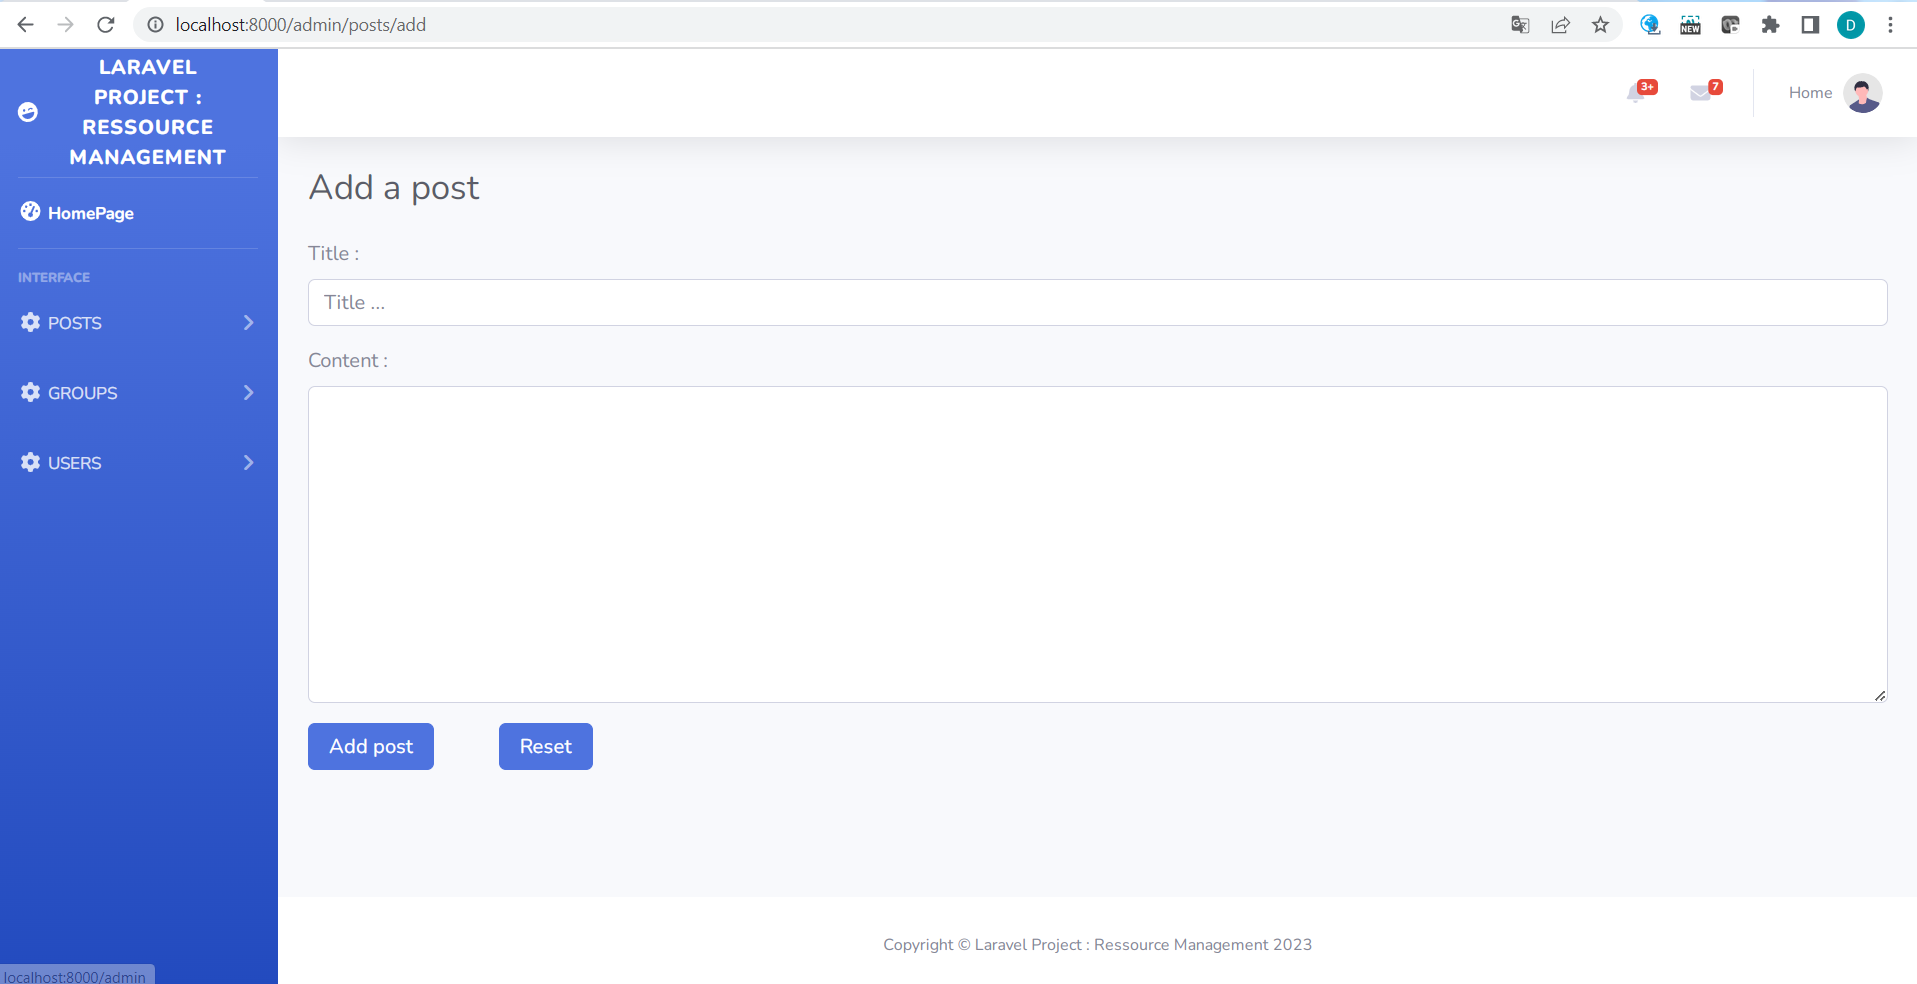 localhost:8000/admin/posts/add
NEW
D
LARAVEL
PROJECT :
RESSOURCE
MANAGEMENT
3+
7
Home
HomePage
INTERFACE
POSTS
GROUPS
USERS
Add a post
Title :
Title ...
Content :
Add post
Reset
Copyright © Laravel Project : Ressource Management 2023
localhost:8000/admin